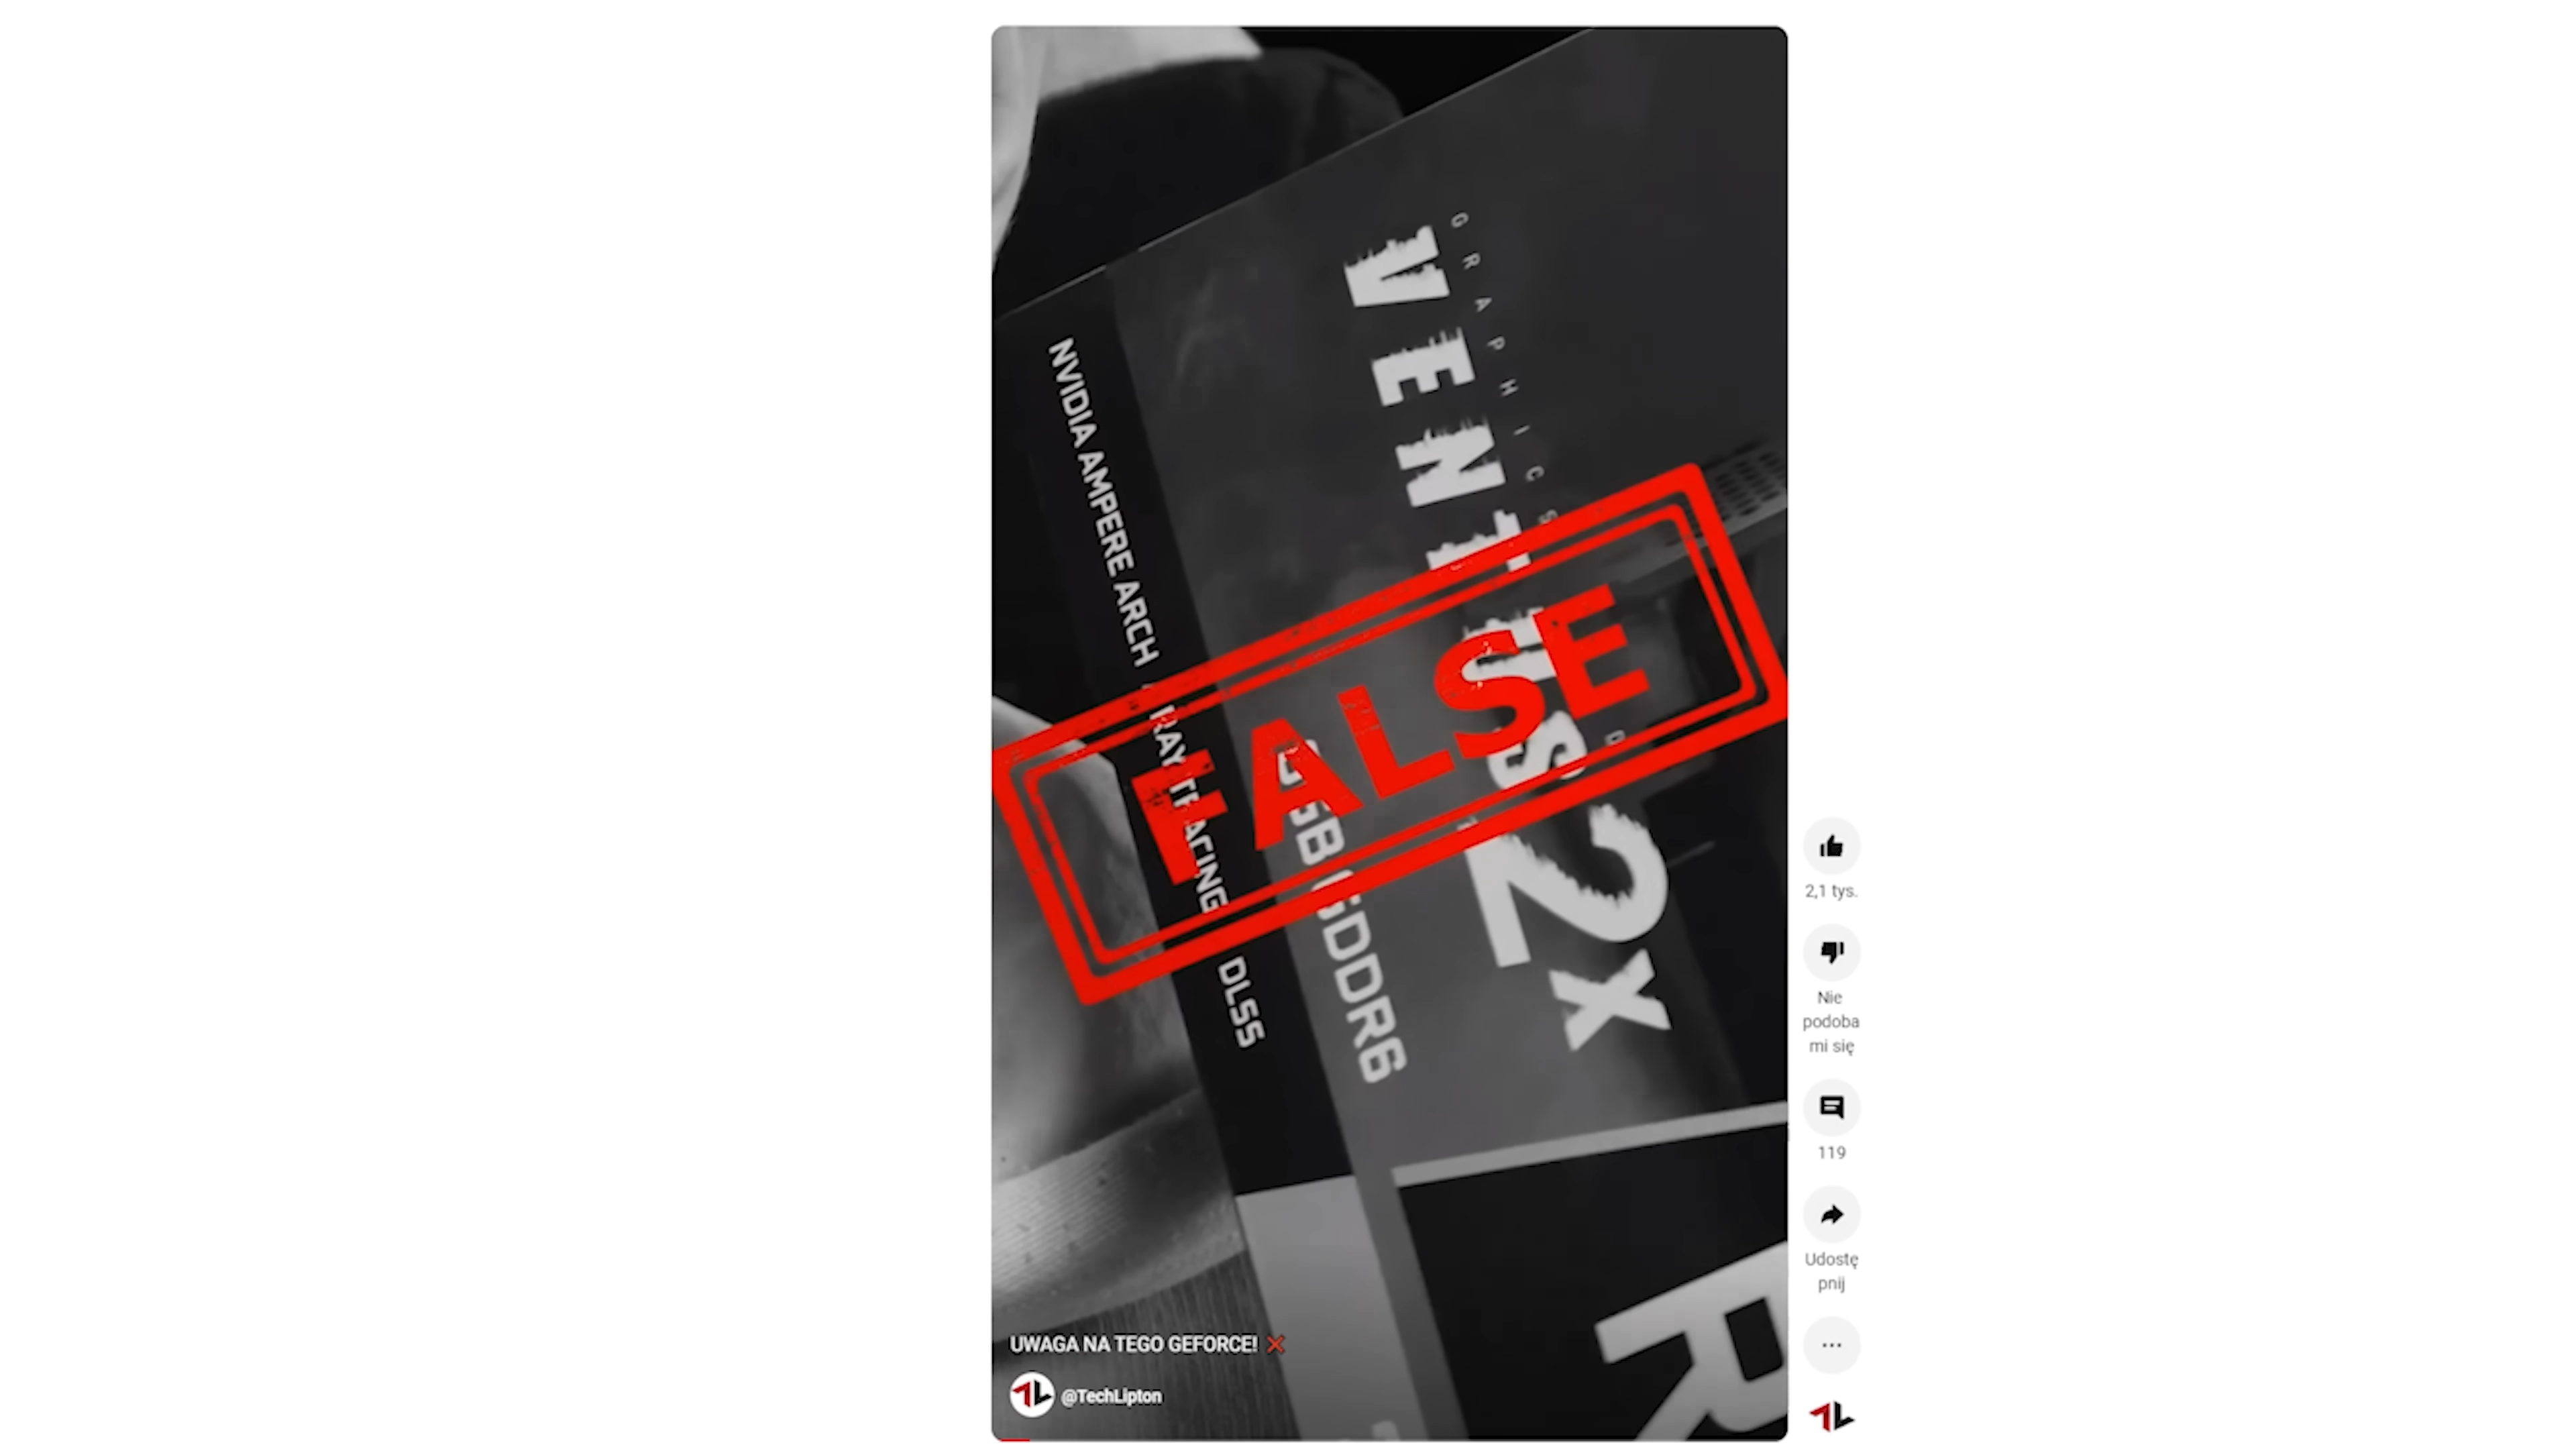 GRAPHICS
VENTUS 2x
NVIDIA AMPERE ARCH
RAY TRACING
DLSS
GB GDDR6
FALSE
R
UWAGA NA TEGO GEFORCE! ❌
@TechLipton
2,1 tys.
Nie
podoba
mi się
119
Udostę
pnij